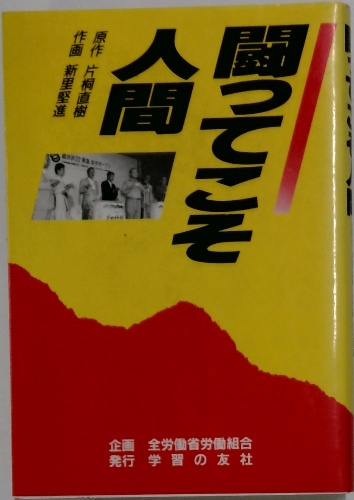 闘ってこそ
人間
原作 片桐直樹
作画 新里堅進
企画 全労働省労働組合
発行 学習の友社